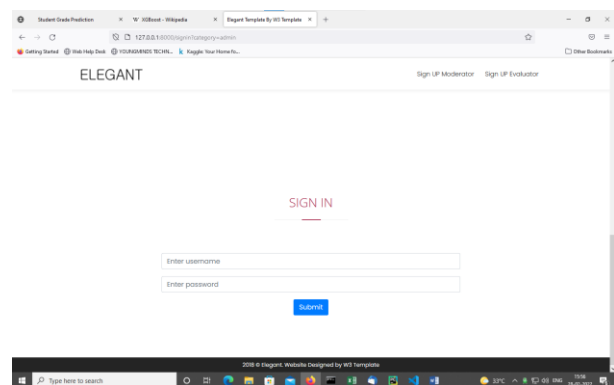 Student Grade Prediction
W XGBoost - Wikipedia
Elegant Template By W3 Template
127.0.0.1:8000/signin?category=admin
Getting Started
Web Help Desk
YOUNGMINDS TECHN...
Kaggle: Your Home fo...
Other Bookmarks
ELEGANT
Sign UP Moderator
Sign UP Evaluator
SIGN IN
Enter username
Enter password
Submit
2018 © Elegant. Website Designed by W3 Template
Type here to search
33°C
ENG
15:58